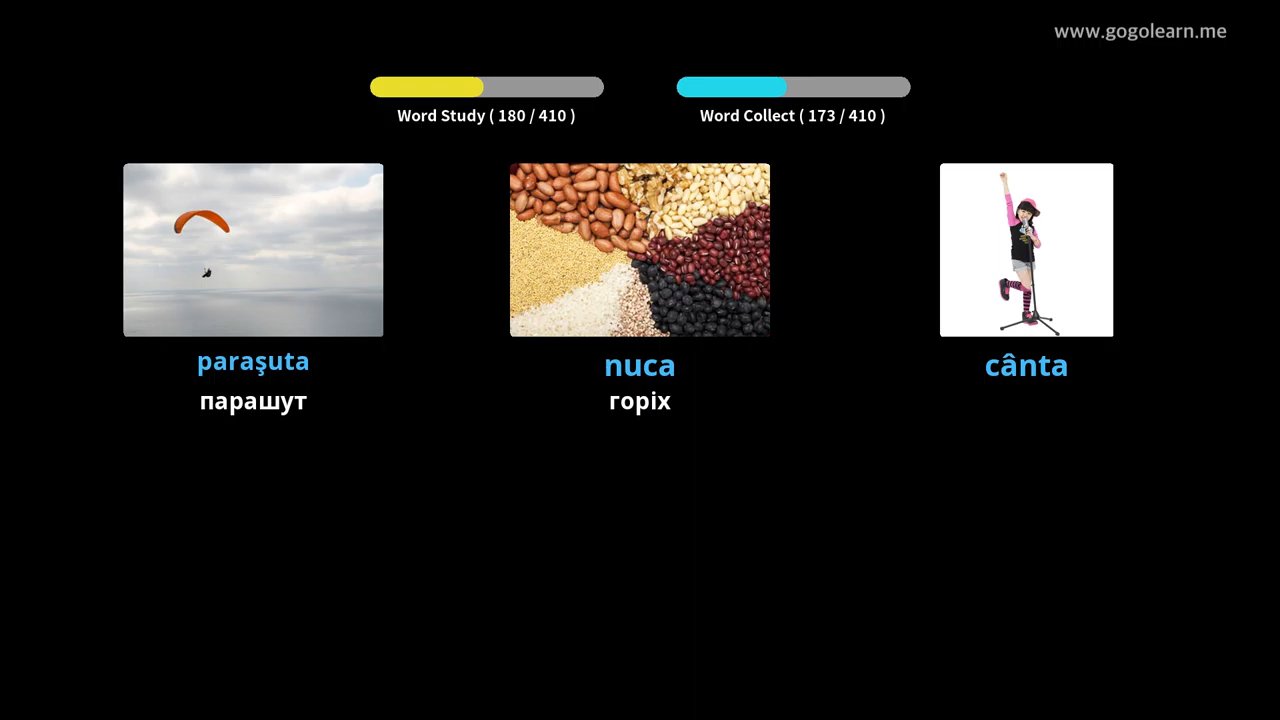 www.gogolearn.me
Word Study ( 180 / 410 )
Word Collect ( 173 / 410 )
paraşuta
nuca
cânta
парашут
горіх